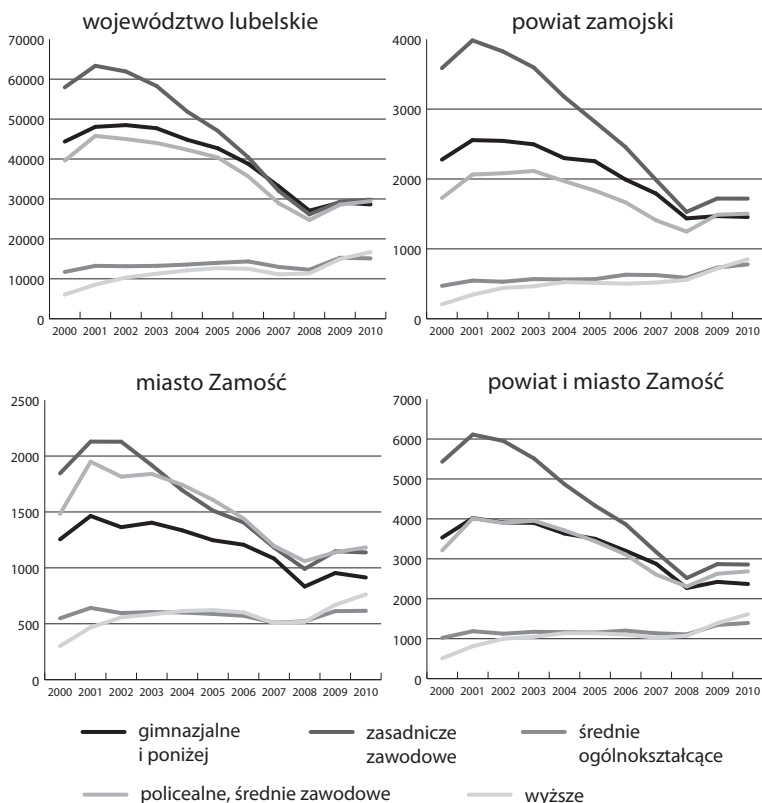 województwo lubelskie
70000
60000
50000
40000
30000
20000
10000
0
2000 2001 2002 2003 2004 2005 2006 2007 2008 2009 2010
powiat zamojski
4000
3000
2000
1000
0
2000 2001 2002 2003 2004 2005 2006 2007 2008 2009 2010
miasto Zamość
2500
2000
1500
1000
500
0
2000 2001 2002 2003 2004 2005 2006 2007 2008 2009 2010
powiat i miasto Zamość
7000
6000
5000
4000
3000
2000
1000
0
2000 2001 2002 2003 2004 2005 2006 2007 2008 2009 2010
gimnazjalne
i poniżej
zasadnicze
zawodowe
średnie
ogólnokształcące
policealne, średnie zawodowe
wyższe